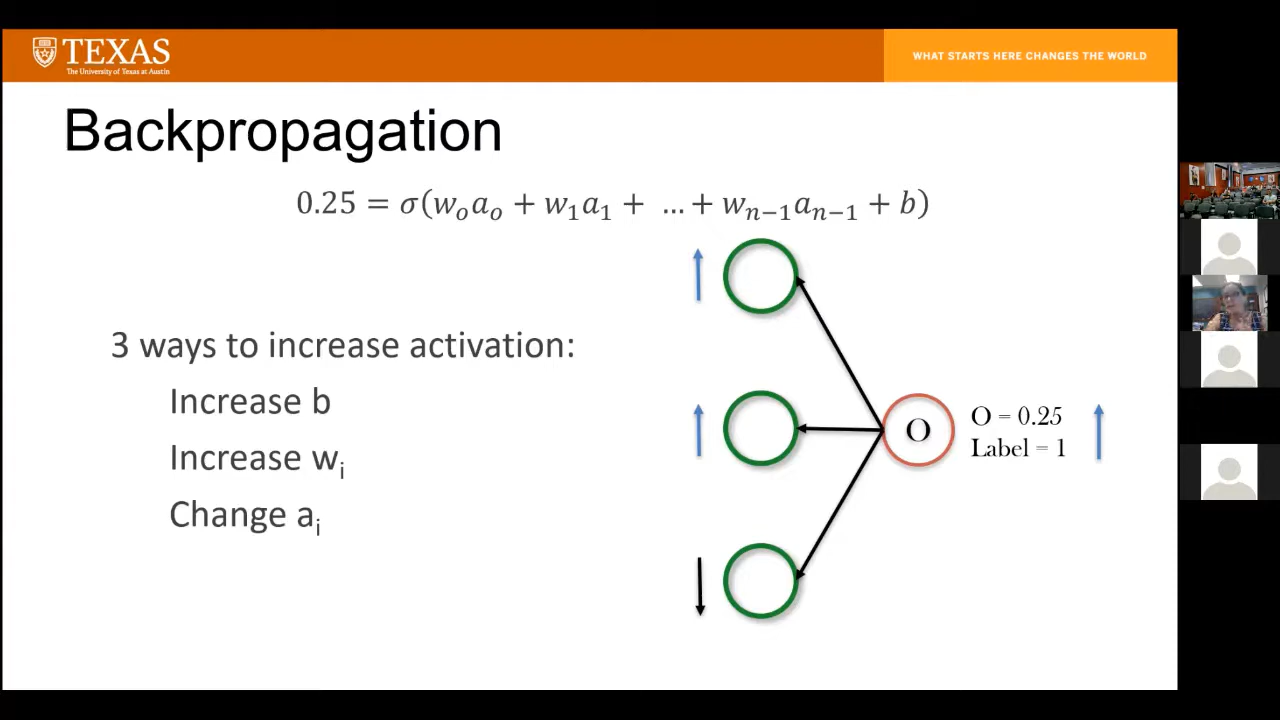 TEXAS
The University of Texas at Austin
WHAT STARTS HERE CHANGES THE WORLD
Backpropagation
0.25 = σ(wₒaₒ + w₁a₁ + … + wₙ₋₁aₙ₋₁ + b)
3 ways to increase activation:
Increase b
Increase wᵢ
Change aᵢ
O
O = 0.25
Label = 1